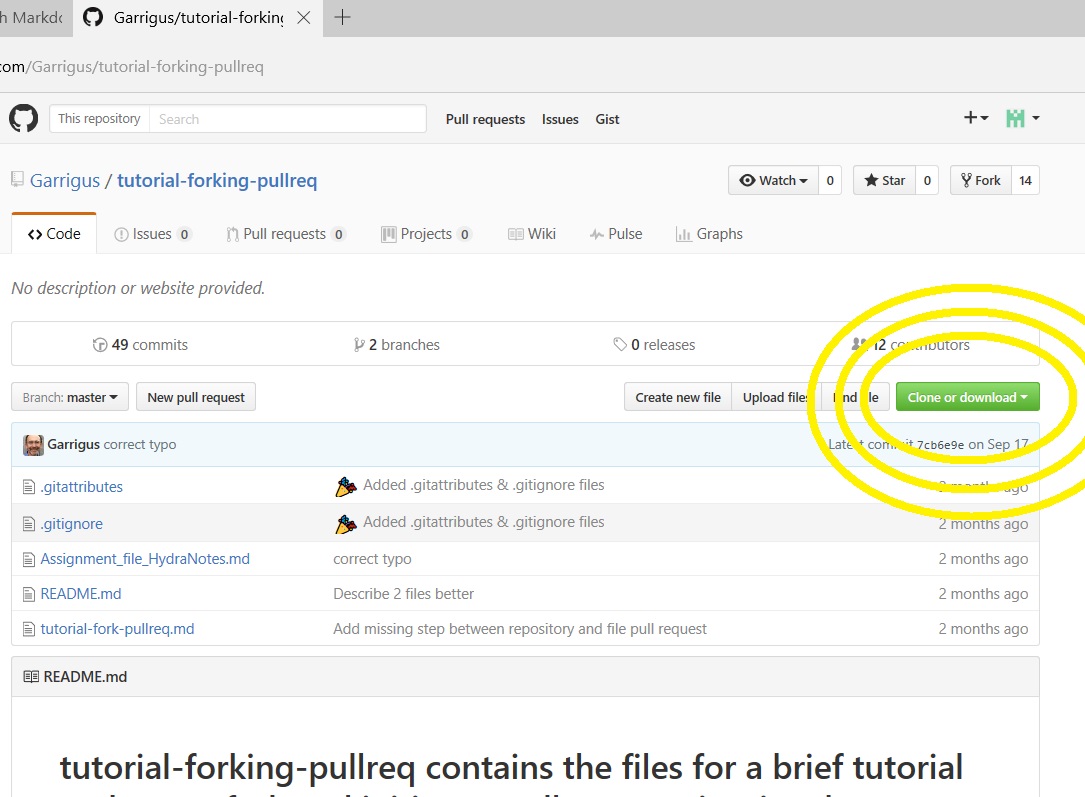 h Markdo Garrigus/tutorial-forking
com/Garrigus/tutorial-forking-pullreq
This repository Search Pull requests Issues Gist
Garrigus / tutorial-forking-pullreq Watch 0 Star 0 Fork 14
Code Issues 0 Pull requests 0 Projects 0 Wiki Pulse Graphs
No description or website provided.
49 commits 2 branches 0 releases 12 contributors
Branch: master New pull request Create new file Upload files Find file Clone or download
Garrigus correct typo Latest commit 7cb6e9e on Sep 17
.gitattributes Added .gitattributes & .gitignore files 2 months ago
.gitignore Added .gitattributes & .gitignore files 2 months ago
Assignment_file_HydraNotes.md correct typo 2 months ago
README.md Describe 2 files better 2 months ago
tutorial-fork-pullreq.md Add missing step between repository and file pull request 2 months ago
README.md
tutorial-forking-pullreq contains the files for a brief tutorial